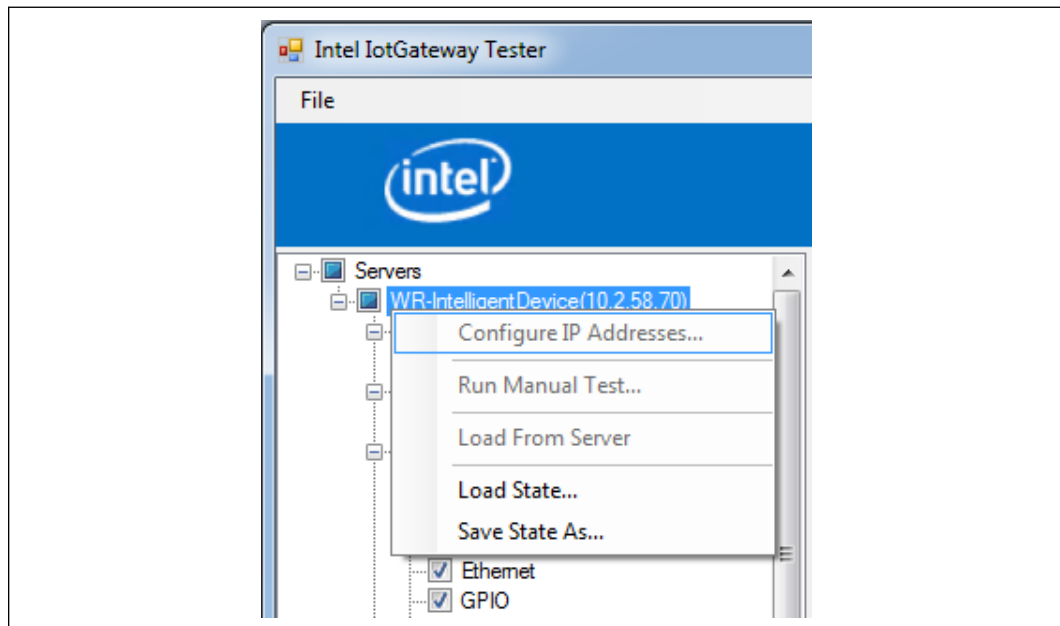 Intel IotGateway Tester
File
intel
Servers
WR-IntelligentDevice(10.2.58.70)
Configure IP Addresses...
Run Manual Test...
Load From Server
Load State...
Save State As...
Ethernet
GPIO